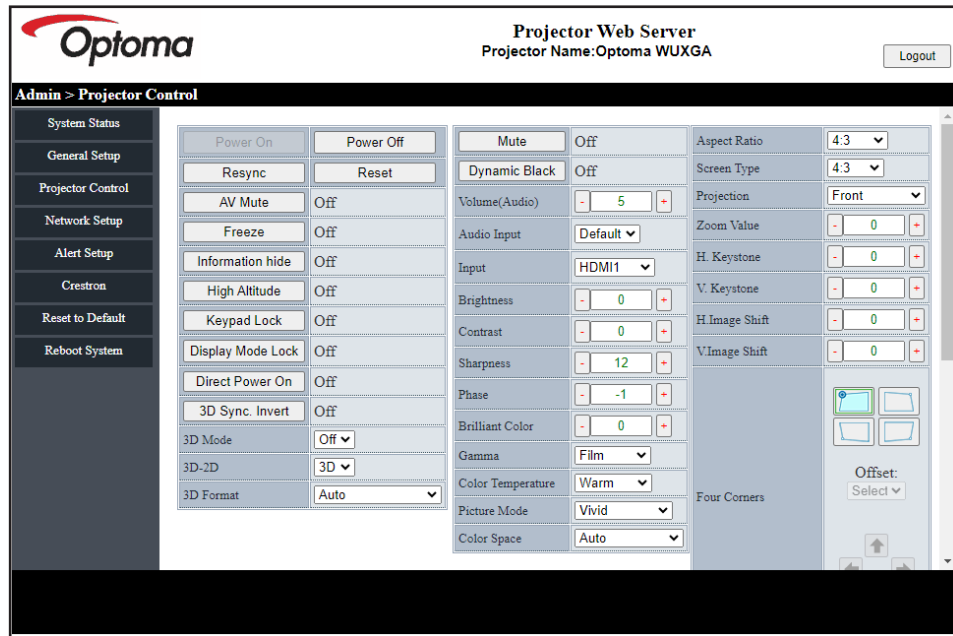 Optoma
Projector Web Server
Projector Name:Optoma WUXGA
Logout
Admin > Projector Control
System Status
General Setup
Projector Control
Network Setup
Alert Setup
Crestron
Reset to Default
Reboot System
Power On Power Off
Resync Reset
AV Mute Off
Freeze Off
Information hide Off
High Altitude Off
Keypad Lock Off
Display Mode Lock Off
Direct Power On Off
3D Sync. Invert Off
3D Mode Off
3D-2D 3D
3D Format Auto
Mute Off
Dynamic Black Off
Volume(Audio) - 5 +
Audio Input Default
Input HDMI1
Brightness - 0 +
Contrast - 0 +
Sharpness - 12 +
Phase - -1 +
Brilliant Color - 0 +
Gamma Film
Color Temperature Warm
Picture Mode Vivid
Color Space Auto
Aspect Ratio 4:3
Screen Type 4:3
Projection Front
Zoom Value - 0 +
H. Keystone - 0 +
V. Keystone - 0 +
H.Image Shift - 0 +
V.Image Shift - 0 +
Four Corners
Offset:
Select